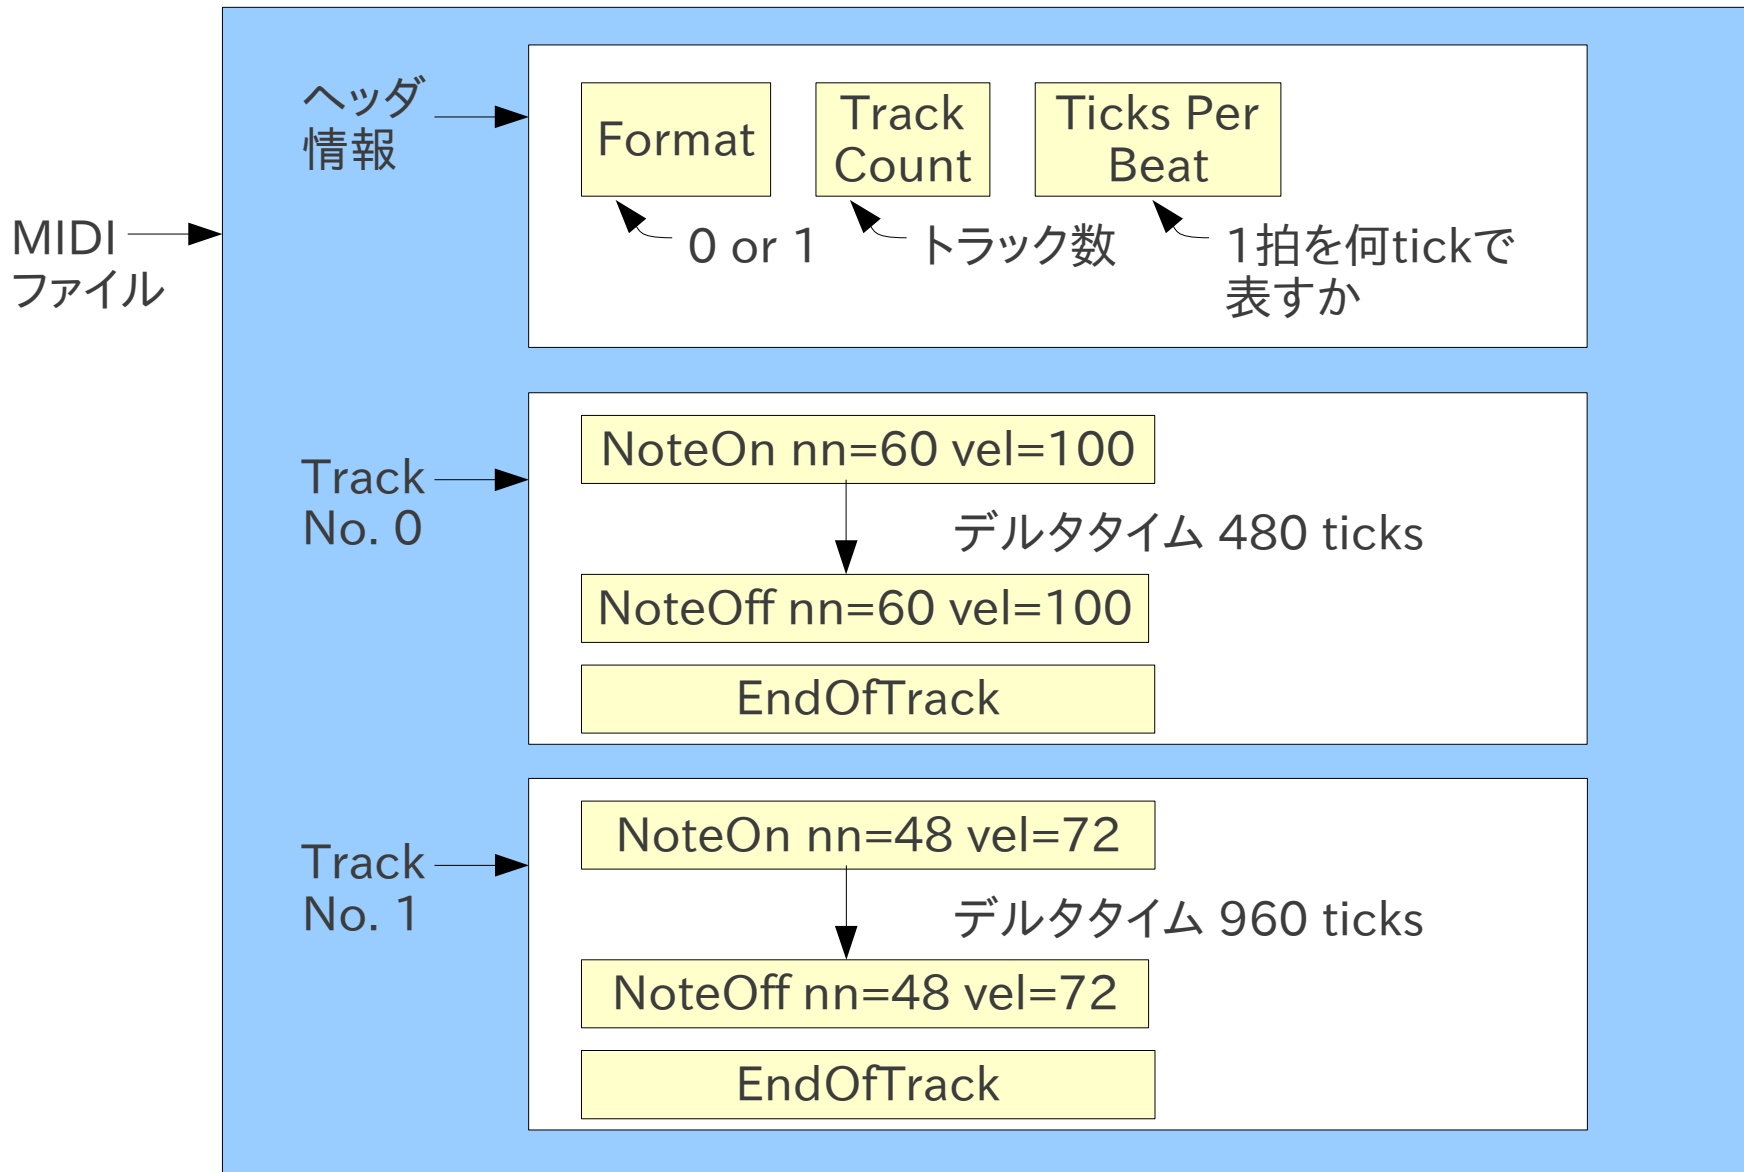 MIDI
ファイル
ヘッダ
情報
Format
Track
Count
Ticks Per
Beat
0 or 1
トラック数
1拍を何tickで
表すか
Track
No. 0
NoteOn nn=60 vel=100
デルタタイム 480 ticks
NoteOff nn=60 vel=100
EndOfTrack
Track
No. 1
NoteOn nn=48 vel=72
デルタタイム 960 ticks
NoteOff nn=48 vel=72
EndOfTrack